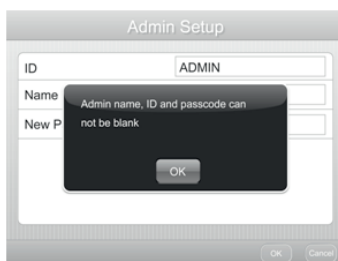 Admin Setup
ID ADMIN
Name
New P
Admin name, ID and passcode can
not be blank
OK
OK Cancel